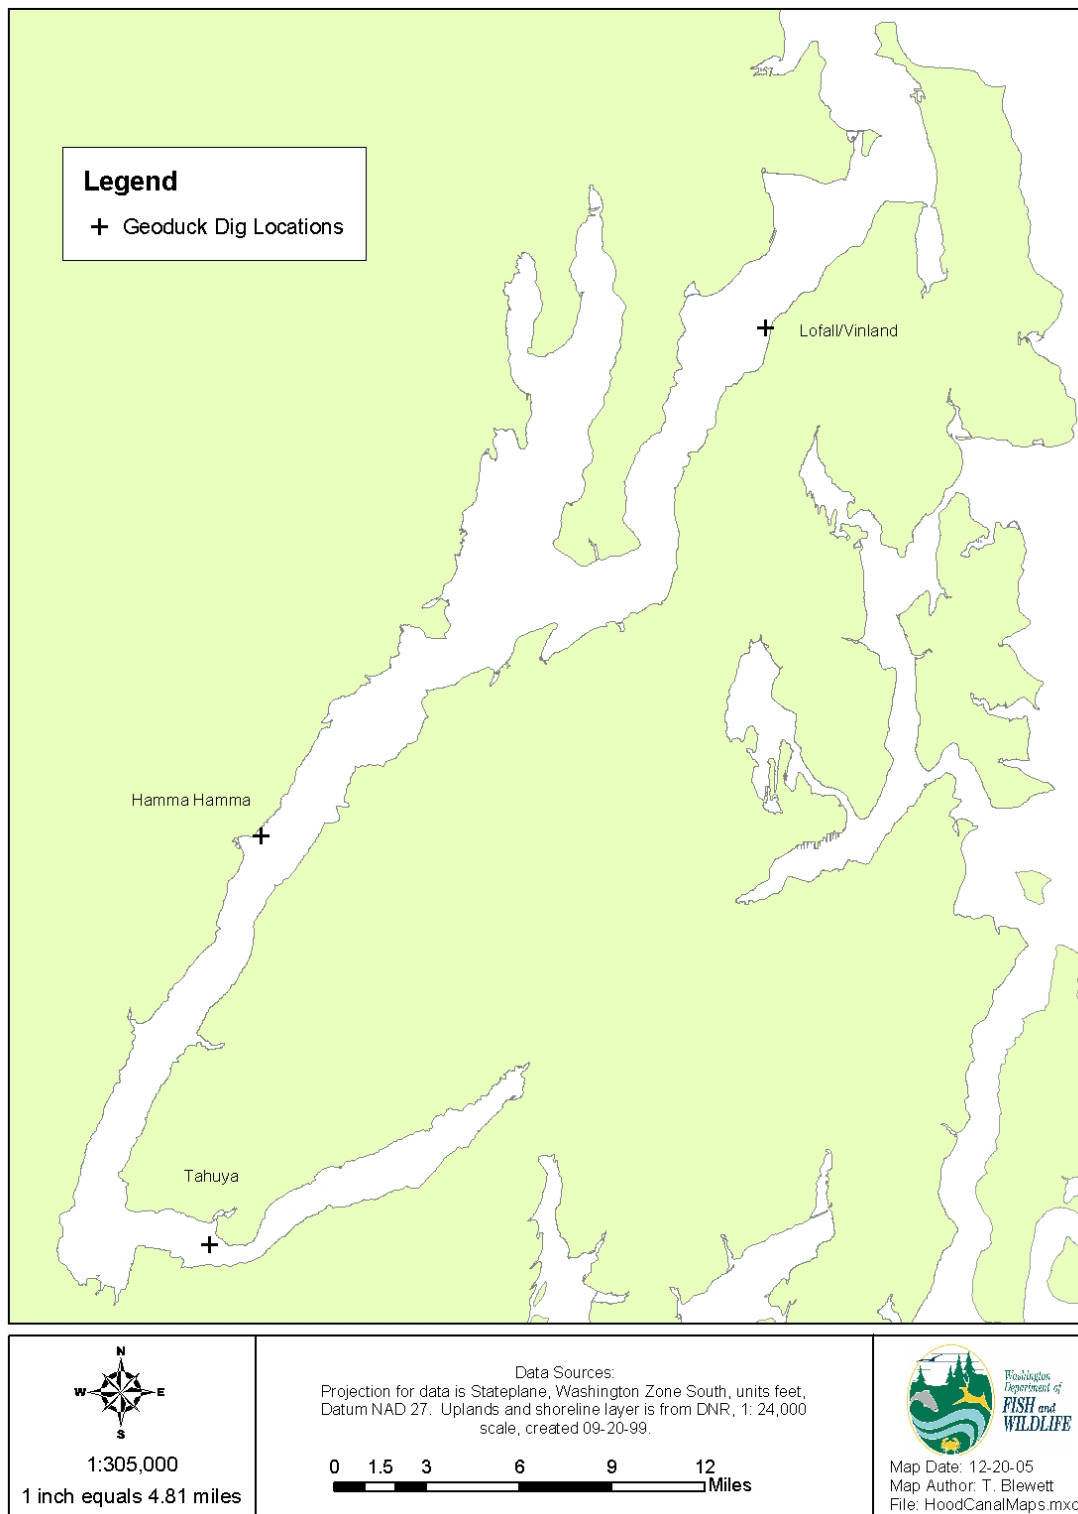 Legend
Geoduck Dig Locations
Lofall/Vinland
Hamma Hamma
Tahuya
N
W E
S
1:305,000
1 inch equals 4.81 miles
Data Sources:
Projection for data is Stateplane, Washington Zone South, units feet,
Datum NAD 27. Uplands and shoreline layer is from DNR, 1: 24,000
scale, created 09-20-99.
0 1.5 3 6 9 12
Miles
Washington
Department of
FISH and
WILDLIFE
Map Date: 12-20-05
Map Author: T. Blewett
File: HoodCanalMaps.mxd